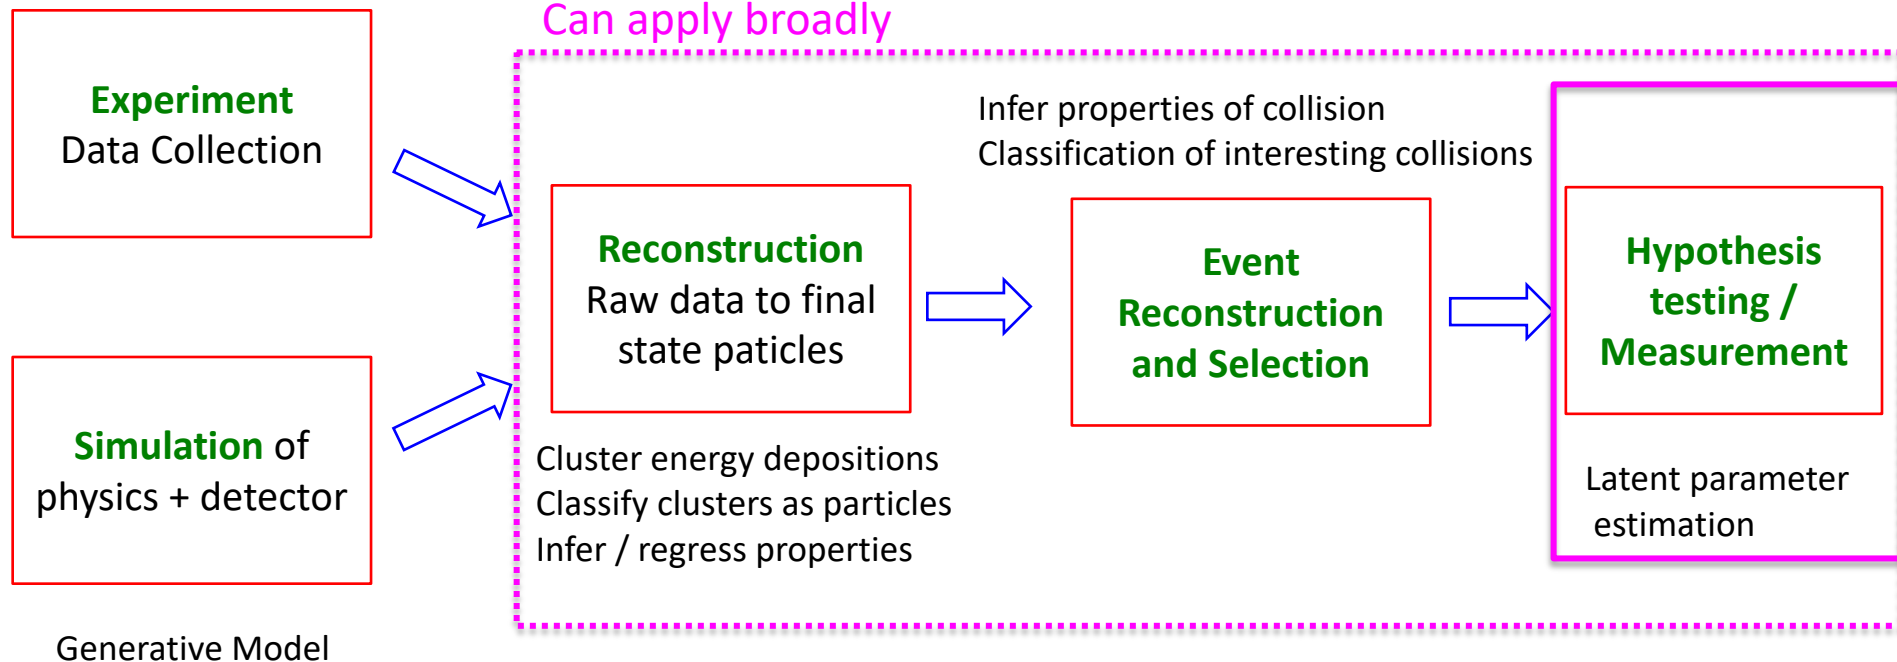 Can apply broadly
Experiment
Data Collection
Simulation of
physics + detector
Generative Model
Reconstruction
Raw data to final
state paticles
Cluster energy depositions
Classify clusters as particles
Infer / regress properties
Infer properties of collision
Classification of interesting collisions
Event
Reconstruction
and Selection
Hypothesis
testing /
Measurement
Latent parameter
estimation